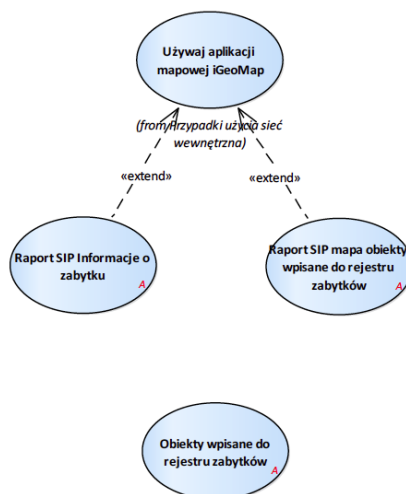 Używaj aplikacji
mapowej iGeoMap
(from Przypadki użycia sieć
wewnętrzna)
«extend»
«extend»
Raport SIP Informacje o
zabytku
A
Raport SIP mapa obiekty
wpisane do rejestru
zabytków
A
Obiekty wpisane do
rejestru zabytków
A